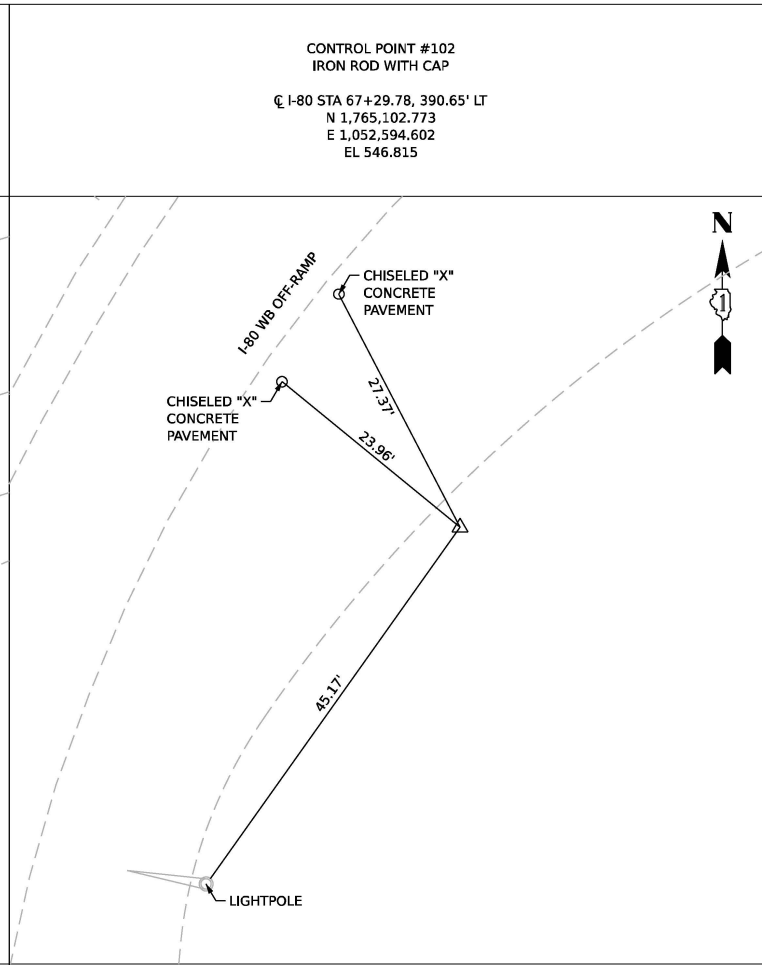 CONTROL POINT #102
IRON ROD WITH CAP
℄ I-80 STA 67+29.78, 390.65' LT
N 1,765,102.773
E 1,052,594.602
EL 546.815
N
1
I-80 WB OFF-RAMP
CHISELED "X"
CONCRETE
PAVEMENT
27.37'
CHISELED "X"
CONCRETE
PAVEMENT
23.96'
45.17'
LIGHTPOLE